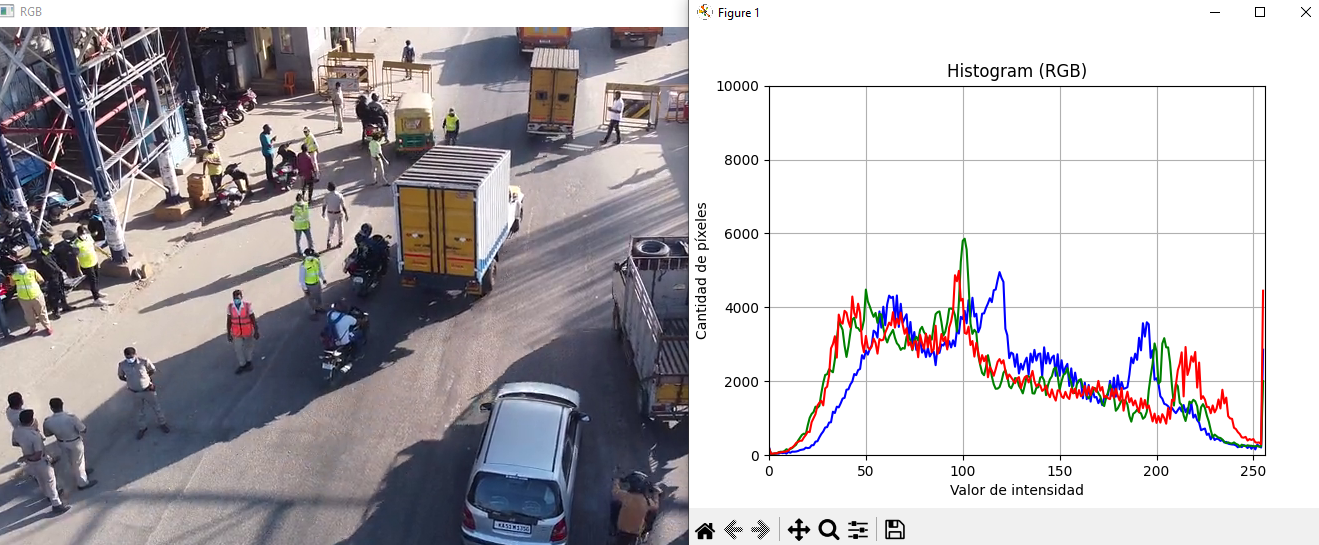 RGB
Figure 1
Histogram (RGB)
10000
8000
6000
4000
2000
0
Cantidad de píxeles
0 50 100 150 200 250
Valor de intensidad